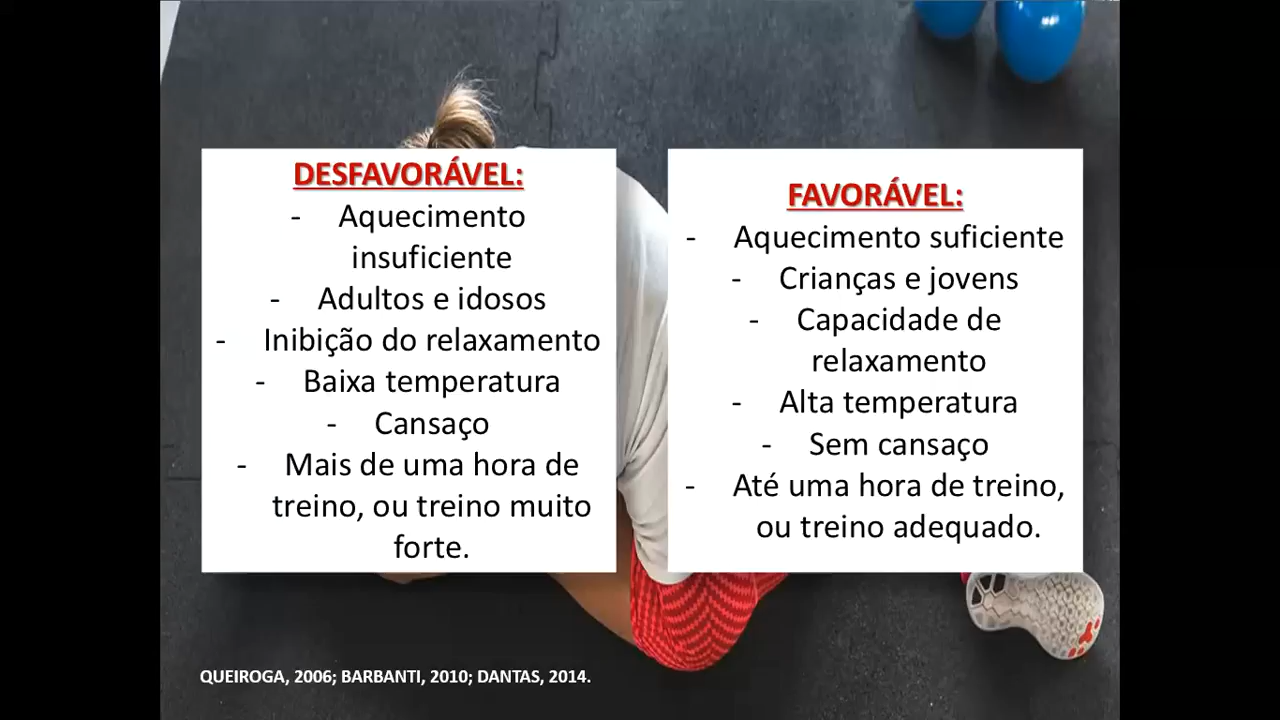 DESFAVORÁVEL:
- Aquecimento
insuficiente
- Adultos e idosos
- Inibição do relaxamento
- Baixa temperatura
- Cansaço
- Mais de uma hora de
treino, ou treino muito
forte.
FAVORÁVEL:
- Aquecimento suficiente
- Crianças e jovens
- Capacidade de
relaxamento
- Alta temperatura
- Sem cansaço
- Até uma hora de treino,
ou treino adequado.
QUEIROGA, 2006; BARBANTI, 2010; DANTAS, 2014.